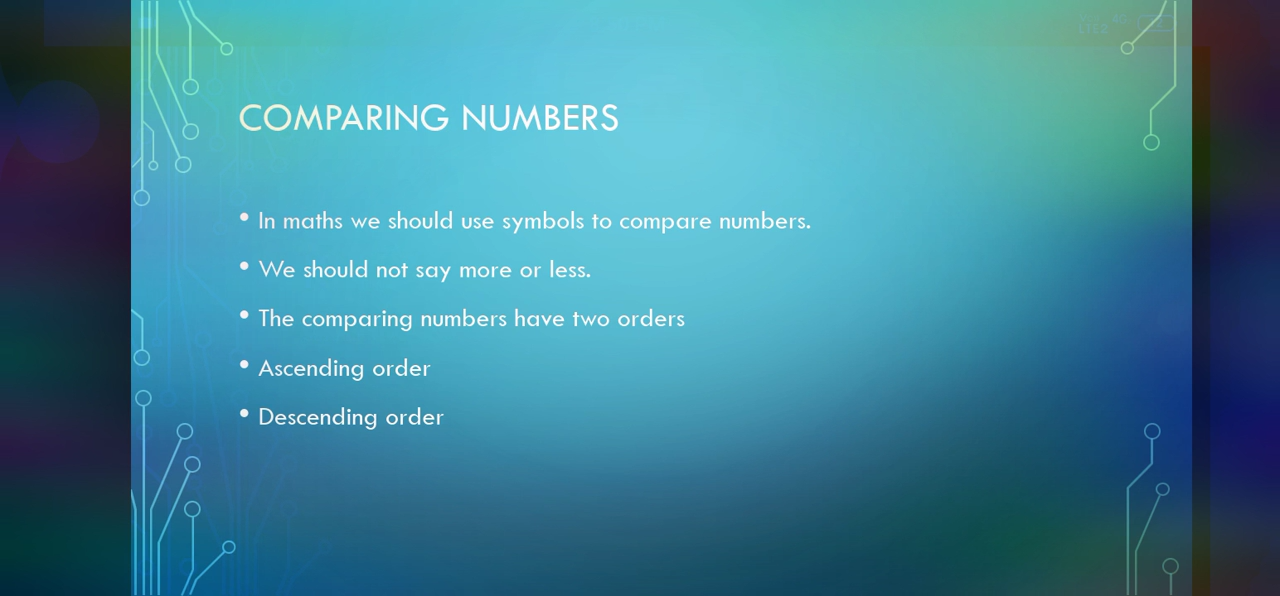 COMPARING NUMBERS
• In maths we should use symbols to compare numbers.
• We should not say more or less.
• The comparing numbers have two orders
• Ascending order
• Descending order